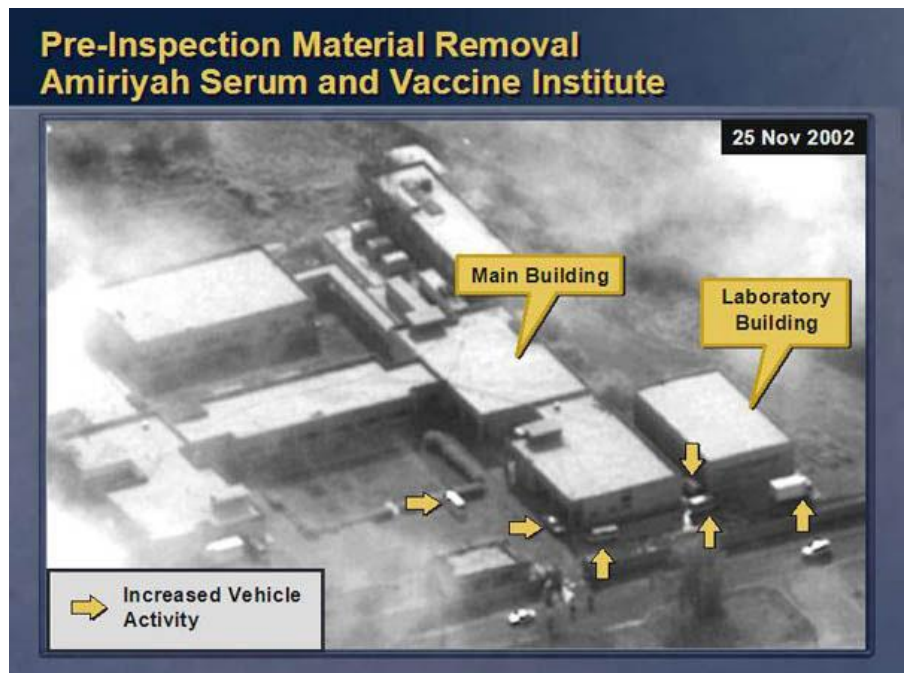 Pre-Inspection Material Removal
Amiriyah Serum and Vaccine Institute
25 Nov 2002
Main Building
Laboratory
Building
Increased Vehicle
Activity